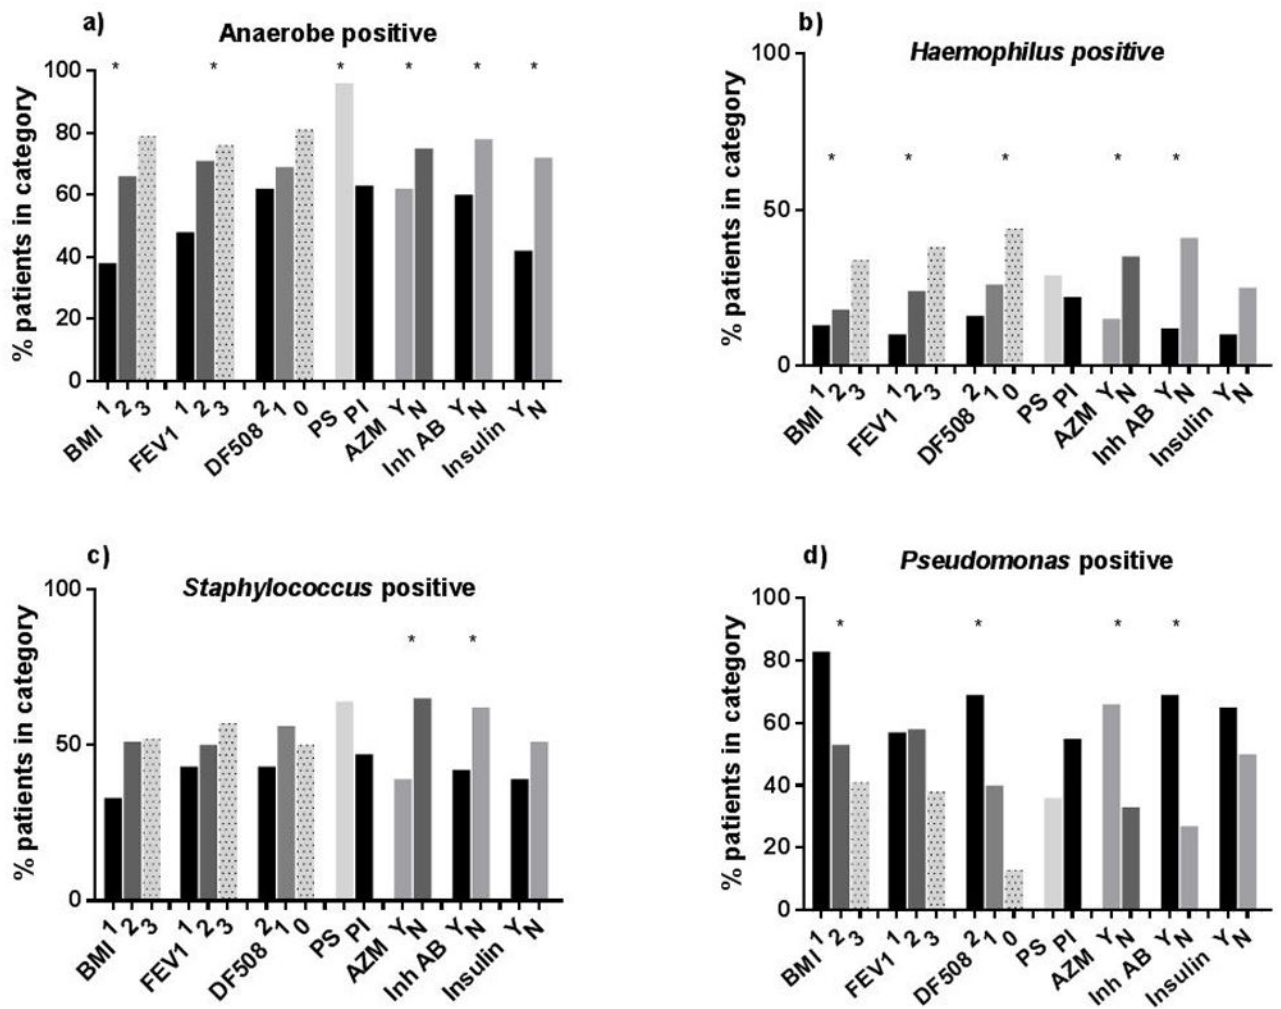 a)
Anaerobe positive
* * * * * *
% patients in category
100
80
60
40
20
0
BMI 1 2 3 FEV1 1 2 3 DF508 2 1 0 PS PI AZM Y N Inh AB Y N Insulin Y N
b)
Haemophilus positive
* * * * *
% patients in category
100
50
0
BMI 1 2 3 FEV1 1 2 3 DF508 2 1 0 PS PI AZM Y N Inh AB Y N Insulin Y N
c)
Staphylococcus positive
* *
% patients in category
100
50
0
BMI 1 2 3 FEV1 1 2 3 DF508 2 1 0 PS PI AZM Y N Inh AB Y N Insulin Y N
d)
Pseudomonas positive
* * * *
% patients in category
100
80
60
40
20
0
BMI 1 2 3 FEV1 1 2 3 DF508 2 1 0 PS PI AZM Y N Inh AB Y N Insulin Y N